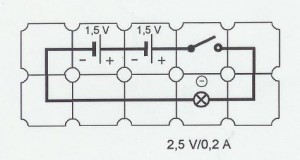 1,5 V 1,5 V
− + − +
2,5 V/0,2 A